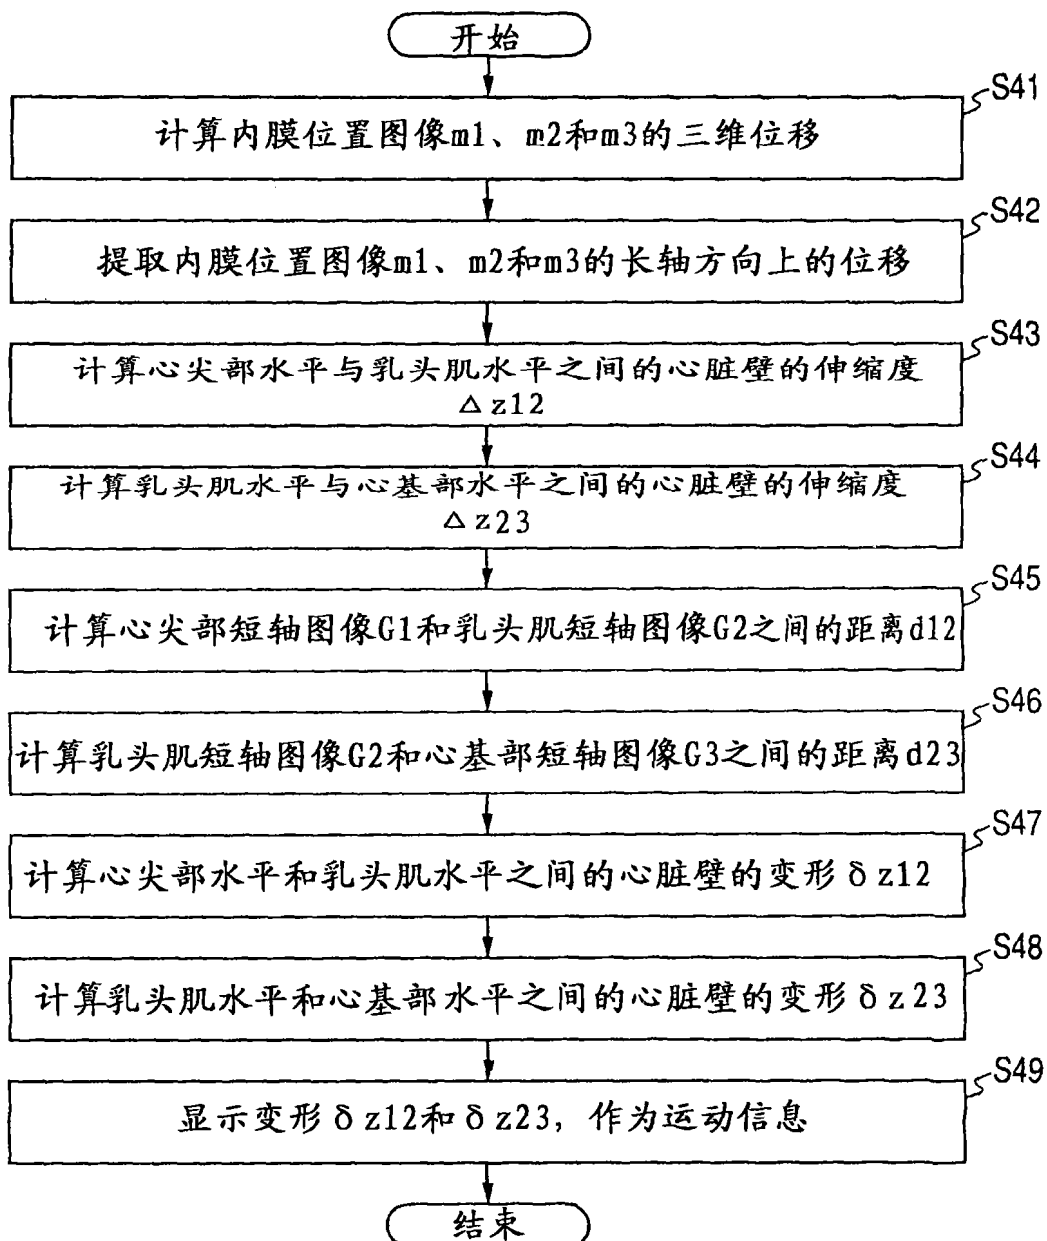 开始
S41
计算内膜位置图像m1、m2和m3的三维位移
S42
提取内膜位置图像m1、m2和m3的长轴方向上的位移
S43
计算心尖部水平与乳头肌水平之间的心脏壁的伸缩度
△z12
S44
计算乳头肌水平与心基部水平之间的心脏壁的伸缩度
△z23
S45
计算心尖部短轴图像G1和乳头肌短轴图像G2之间的距离d12
S46
计算乳头肌短轴图像G2和心基部短轴图像G3之间的距离d23
S47
计算心尖部水平和乳头肌水平之间的心脏壁的变形δz12
S48
计算乳头肌水平和心基部水平之间的心脏壁的变形δz23
S49
显示变形δz12和δz23，作为运动信息
结束